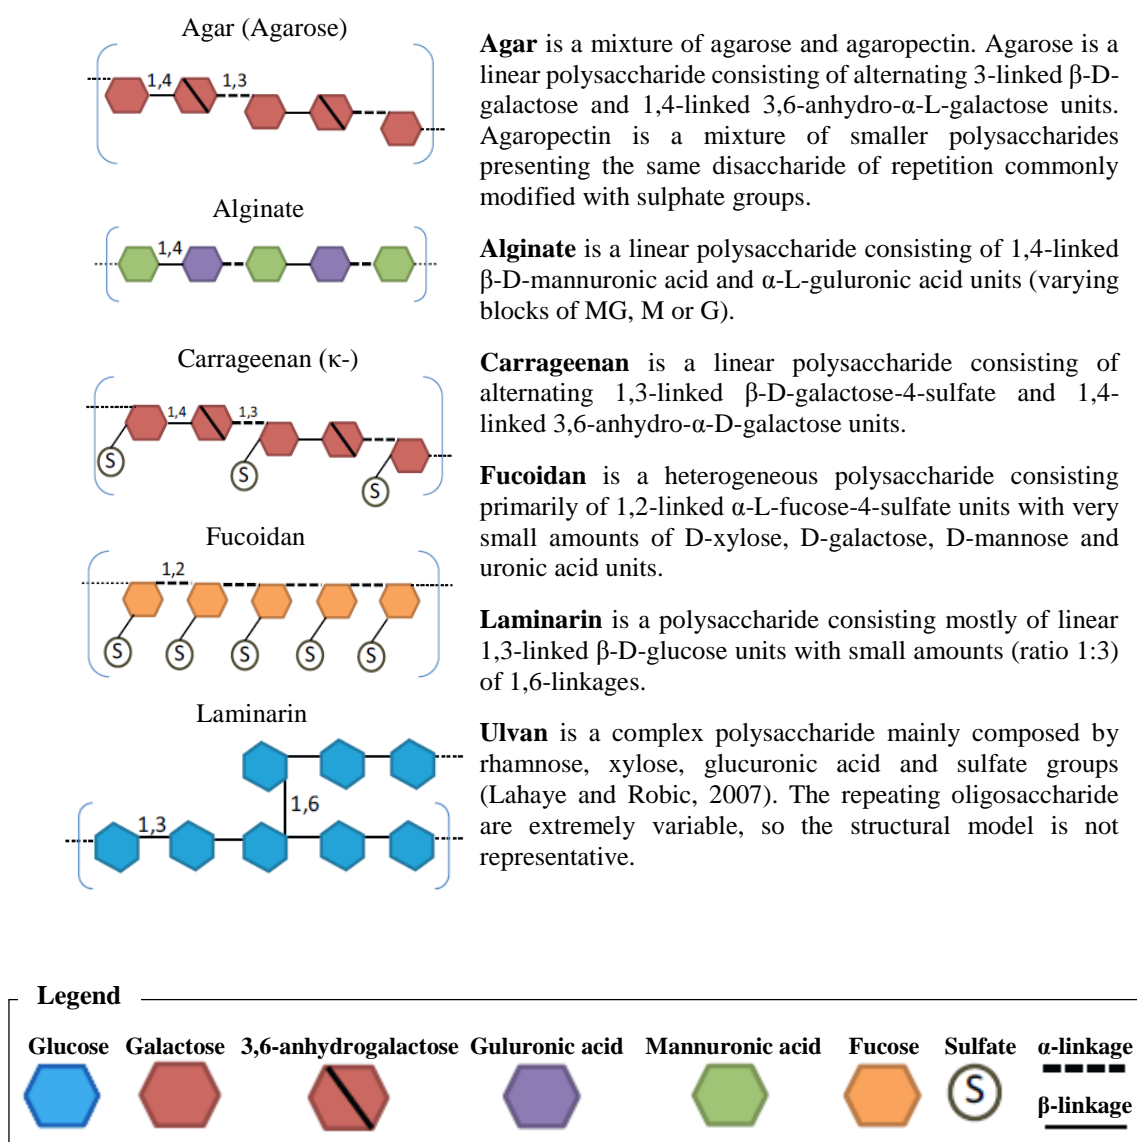 Agar (Agarose)
1,4
1,3
Agar is a mixture of agarose and agaropectin. Agarose is a
linear polysaccharide consisting of alternating 3-linked β-D-
galactose and 1,4-linked 3,6-anhydro-α-L-galactose units.
Agaropectin is a mixture of smaller polysaccharides
presenting the same disaccharide of repetition commonly
modified with sulphate groups.
Alginate
1,4
Alginate is a linear polysaccharide consisting of 1,4-linked
β-D-mannuronic acid and α-L-guluronic acid units (varying
blocks of MG, M or G).
Carrageenan (κ-)
1,4
1,3
S
S
S
Carrageenan is a linear polysaccharide consisting of
alternating 1,3-linked β-D-galactose-4-sulfate and 1,4-
linked 3,6-anhydro-α-D-galactose units.
Fucoidan
1,2
S
S
S
S
S
Fucoidan is a heterogeneous polysaccharide consisting
primarily of 1,2-linked α-L-fucose-4-sulfate units with very
small amounts of D-xylose, D-galactose, D-mannose and
uronic acid units.
Laminarin
1,6
1,3
Laminarin is a polysaccharide consisting mostly of linear
1,3-linked β-D-glucose units with small amounts (ratio 1:3)
of 1,6-linkages.
Ulvan is a complex polysaccharide mainly composed by
rhamnose, xylose, glucuronic acid and sulfate groups
(Lahaye and Robic, 2007). The repeating oligosaccharide
are extremely variable, so the structural model is not
representative.
Legend
Glucose Galactose 3,6-anhydrogalactose Guluronic acid Mannuronic acid Fucose Sulfate α-linkage
S
β-linkage